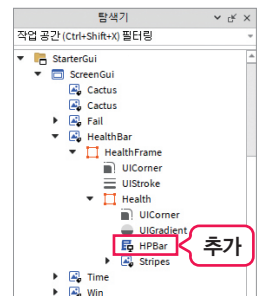 탐색기
작업 공간 (Ctrl+Shift+X) 필터링
StarterGui
ScreenGui
Cactus
Cactus
Fail
HealthBar
HealthFrame
UICorner
UIStroke
Health
UICorner
UIGradient
HPBar
추가
Stripes
Time
Win